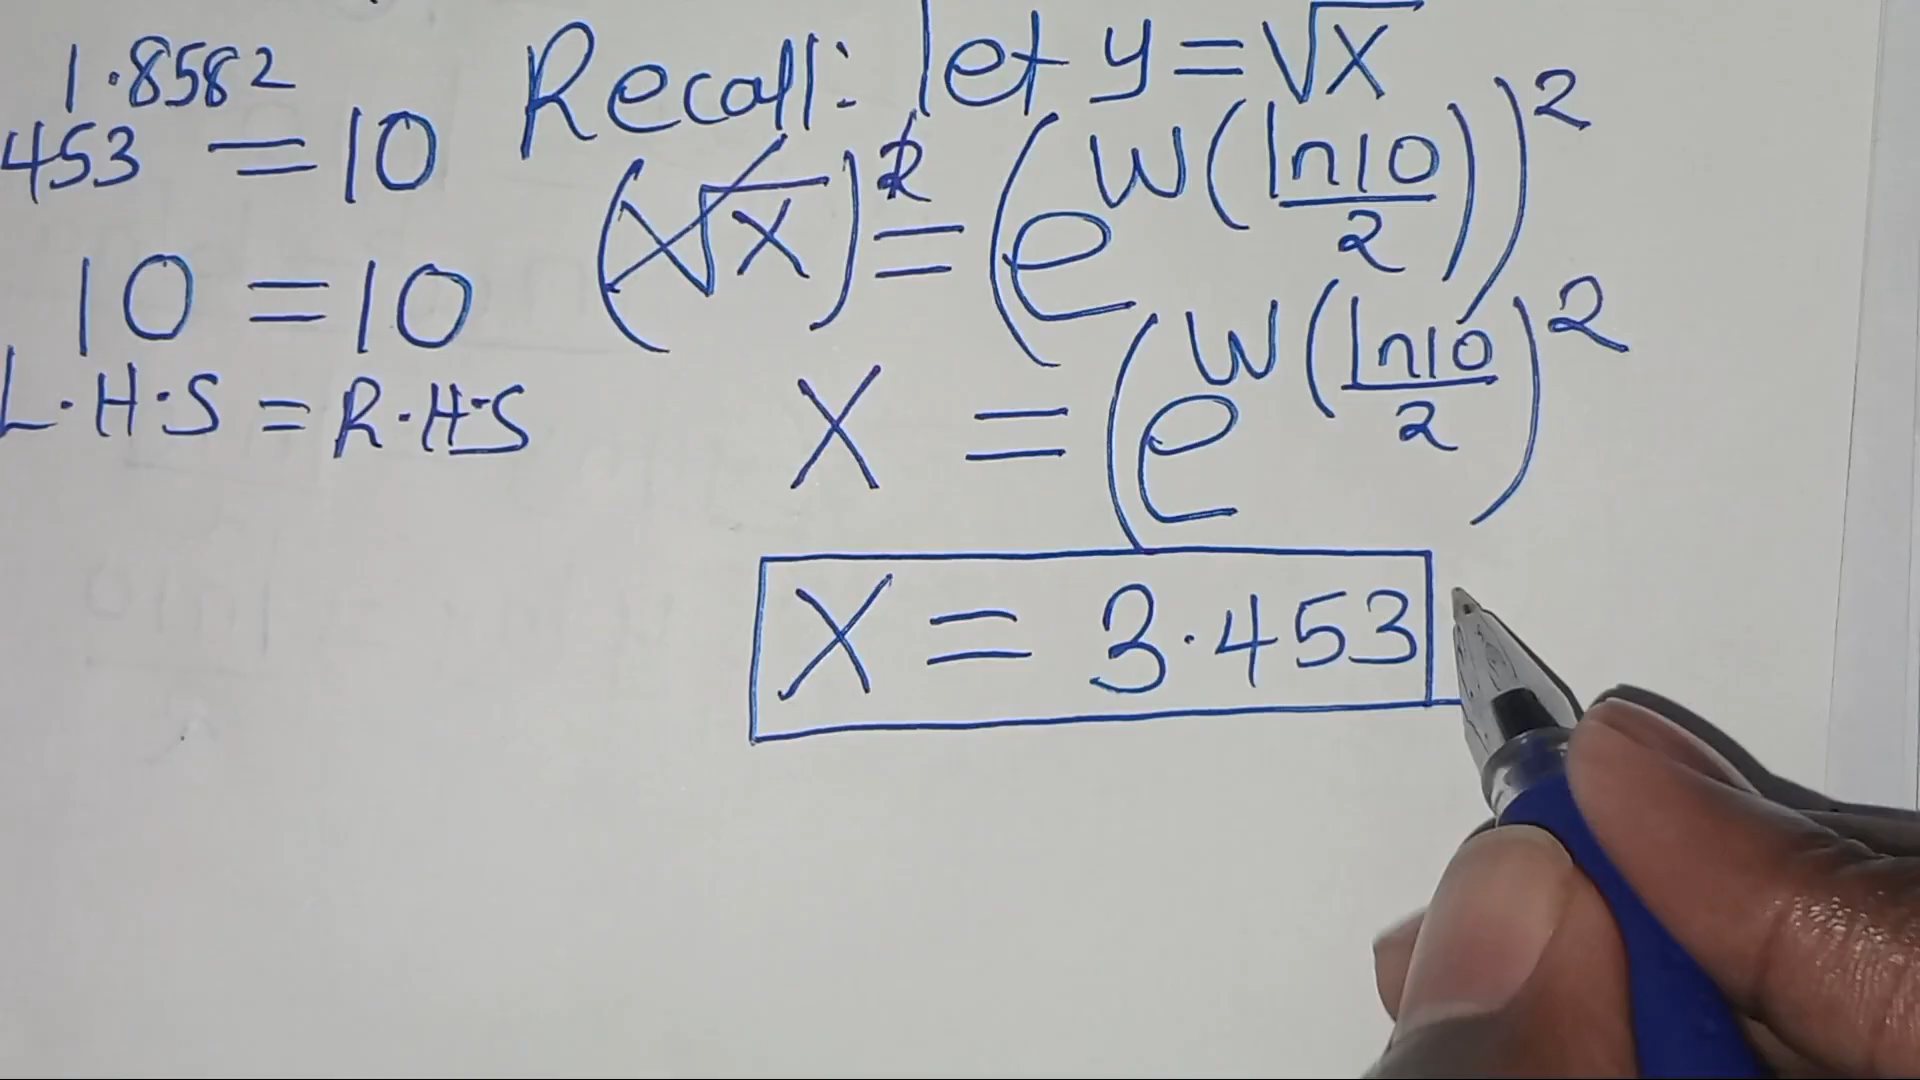 1.8582
453 = 10
10 = 10
L.H.S = R.H.S
Recall: let y = √x
(√x)² = (e^W(ln10/2))²
x = (e^W(ln10/2))²
x = 3.453